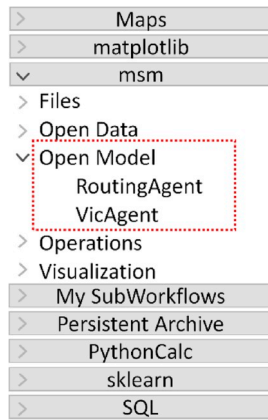 Maps
matplotlib
msm
Files
Open Data
Open Model
RoutingAgent
VicAgent
Operations
Visualization
My SubWorkflows
Persistent Archive
PythonCalc
sklearn
SQL